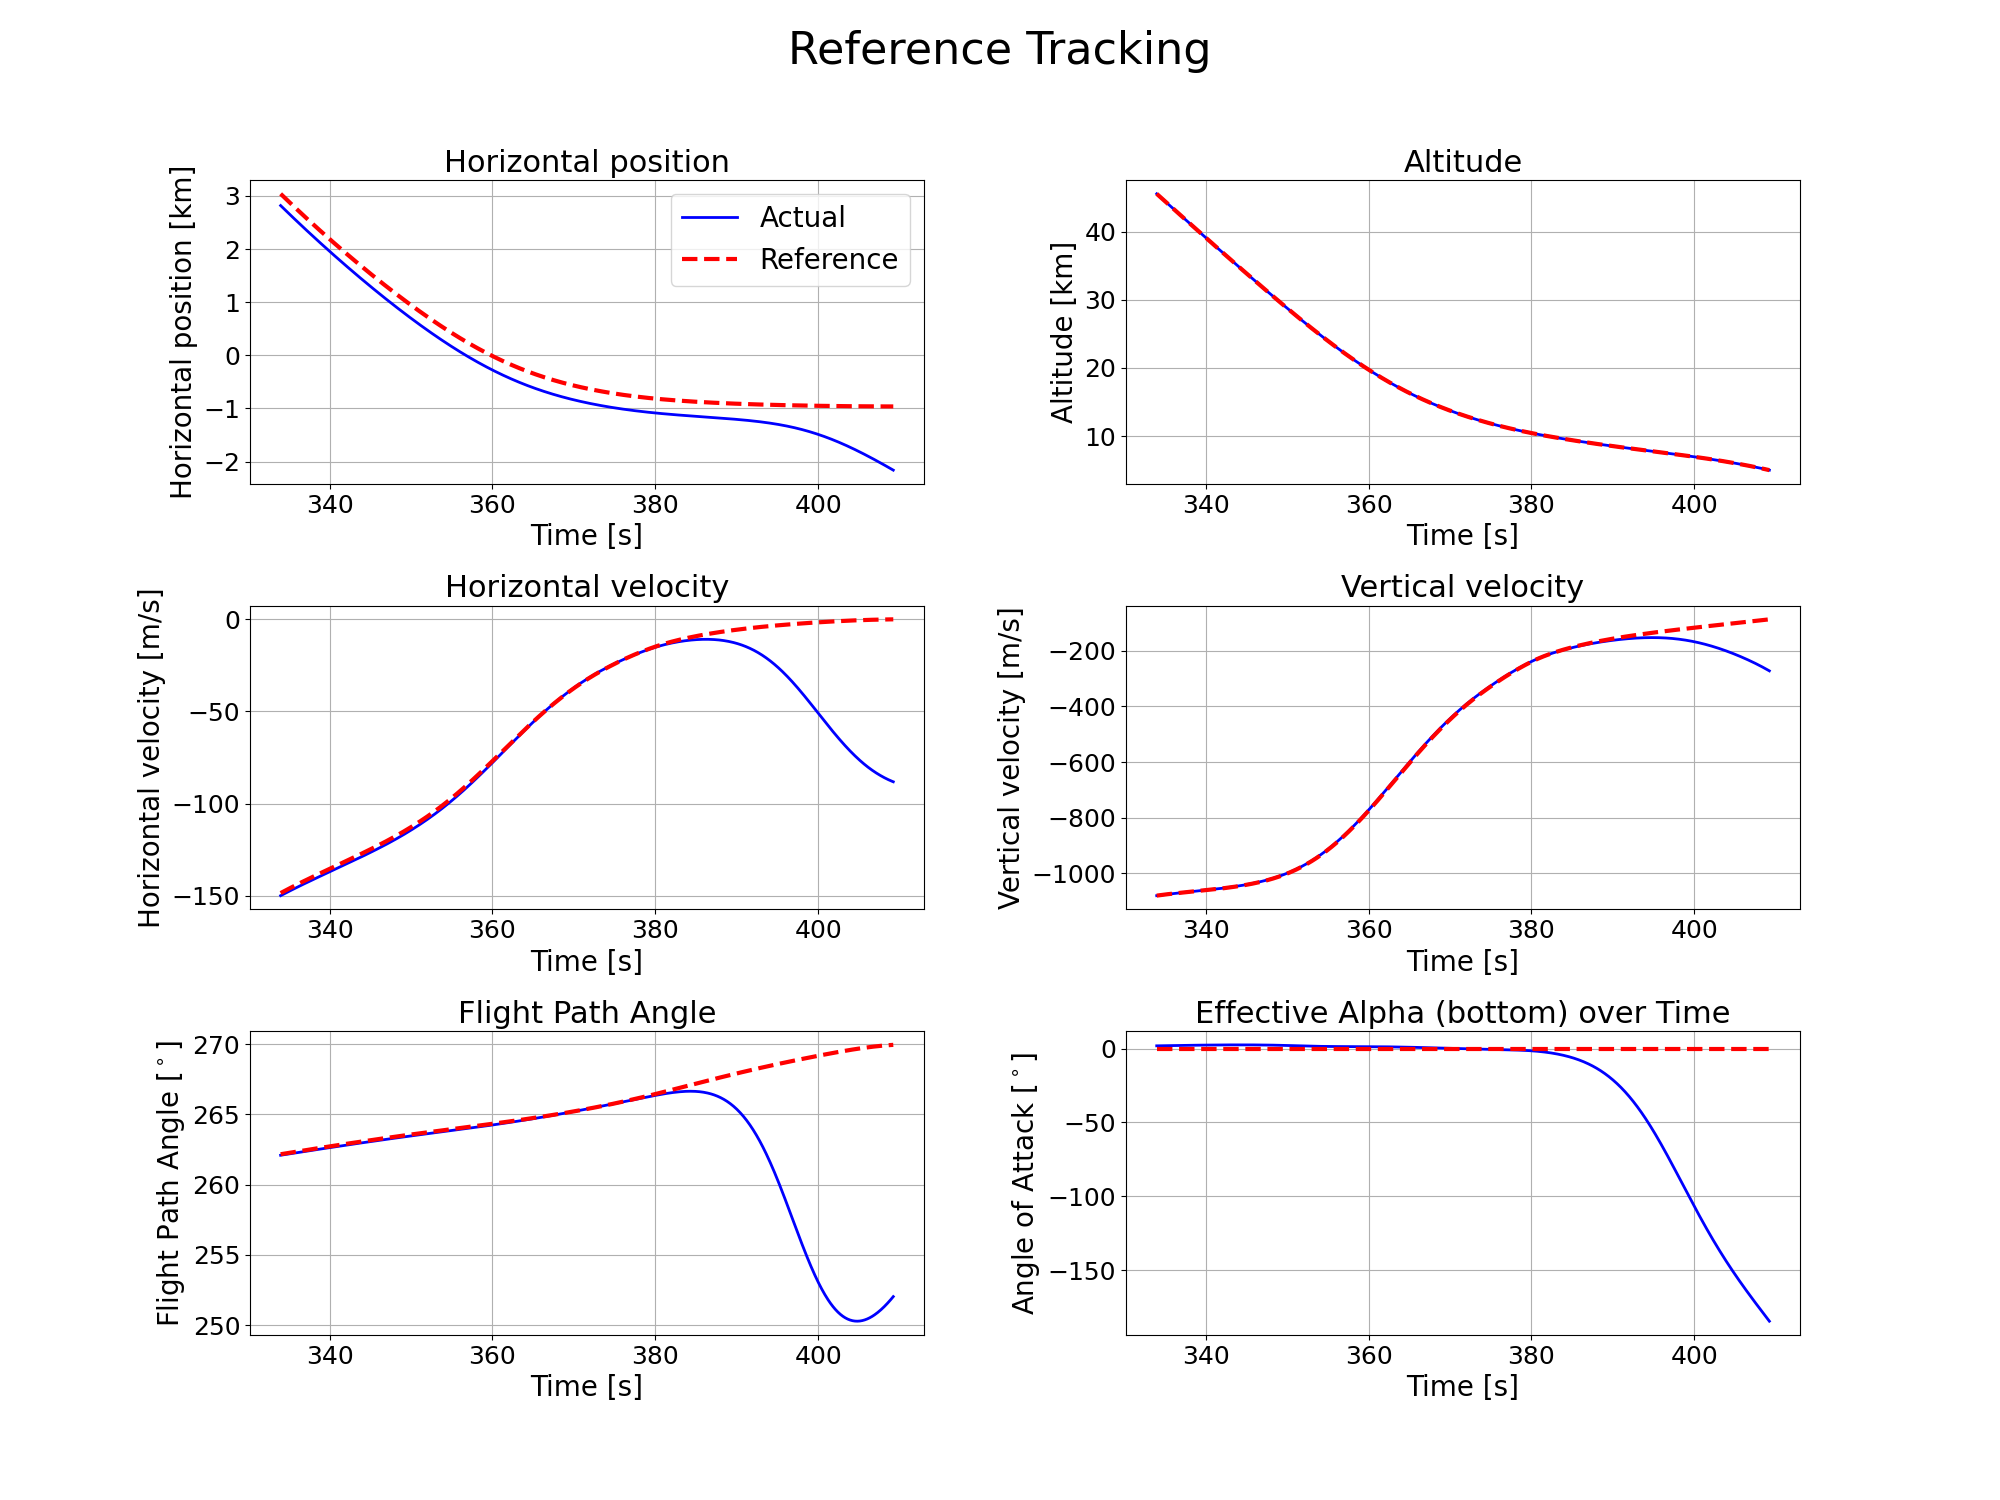 Reference Tracking
Horizontal position
Horizontal position [km]
3
2
1
0
−1
−2
Actual
Reference
340 360 380 400
Time [s]
Altitude
Altitude [km]
40
30
20
10
340 360 380 400
Time [s]
Horizontal velocity
Horizontal velocity [m/s]
0
−50
−100
−150
340 360 380 400
Time [s]
Vertical velocity
Vertical velocity [m/s]
−200
−400
−600
−800
−1000
340 360 380 400
Time [s]
Flight Path Angle
Flight Path Angle [°]
270
265
260
255
250
340 360 380 400
Time [s]
Effective Alpha (bottom) over Time
Angle of Attack [°]
0
−50
−100
−150
340 360 380 400
Time [s]